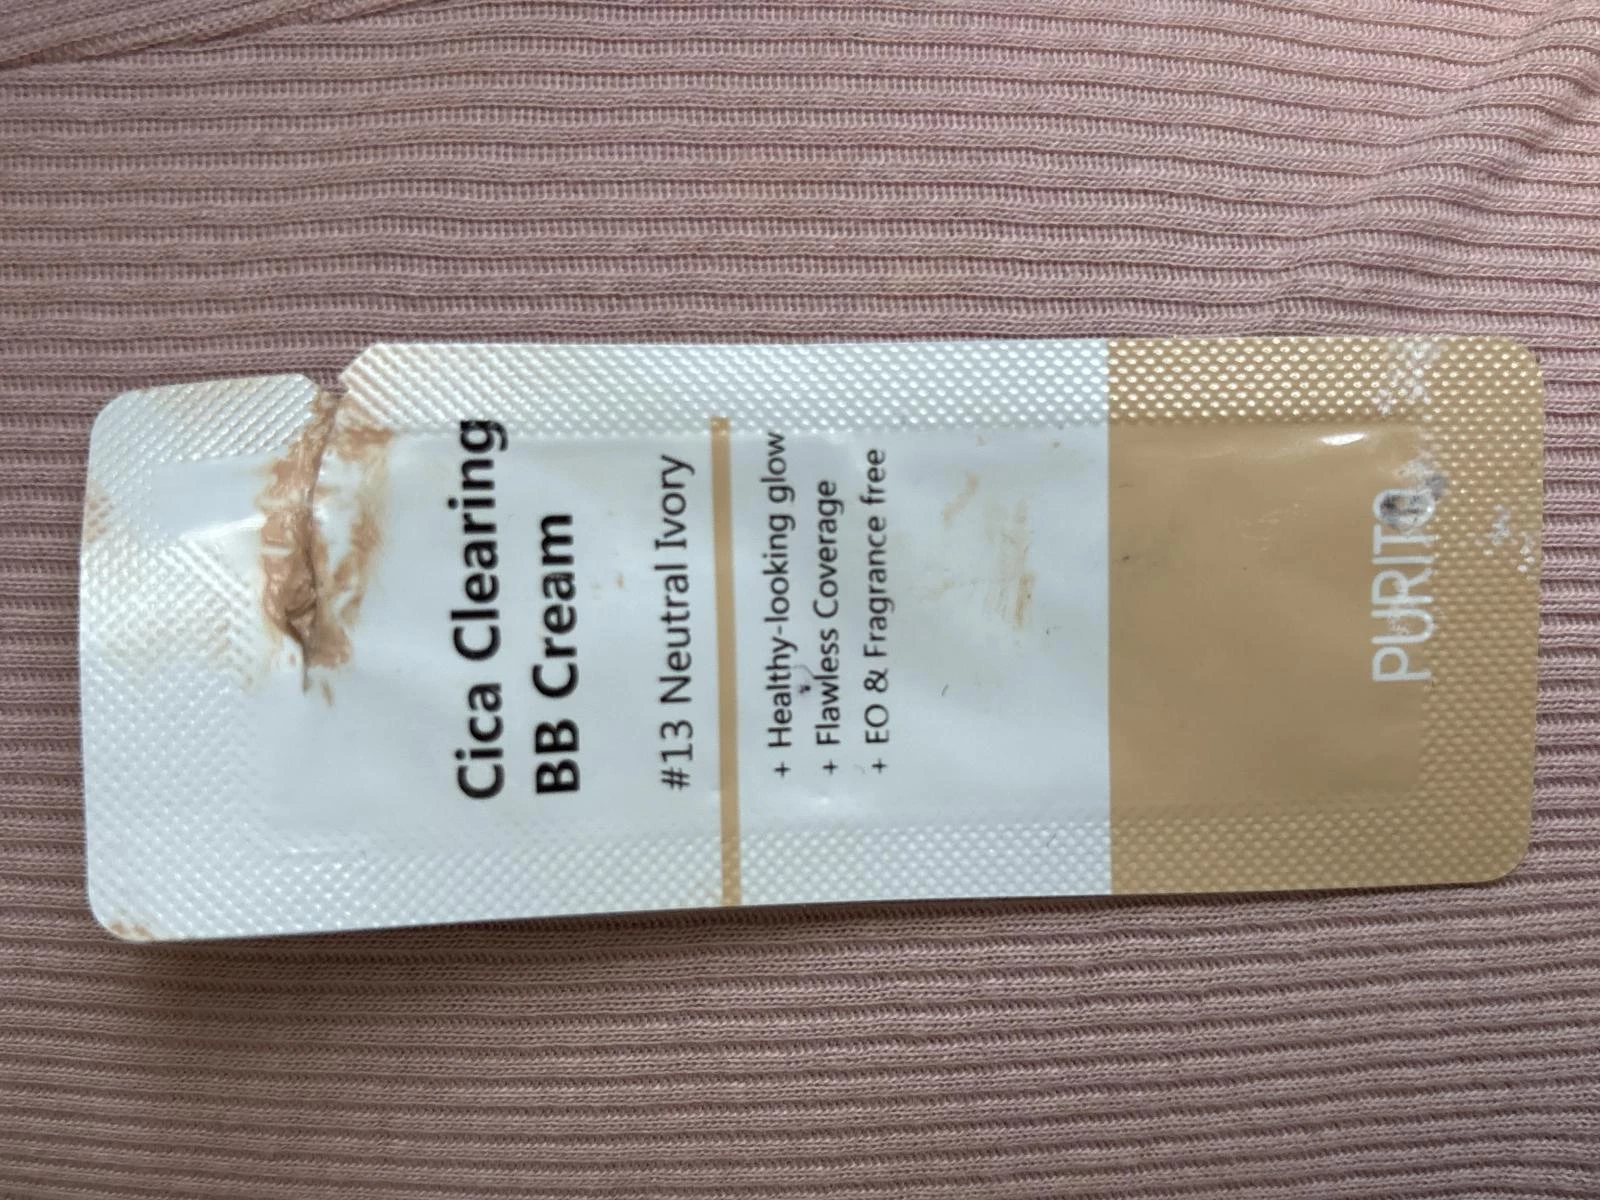 Cica Clearing
BB Cream
#13 Neutral Ivory
+ Healthy-looking glow
+ Flawless Coverage
+ EO & Fragrance free
PURITO